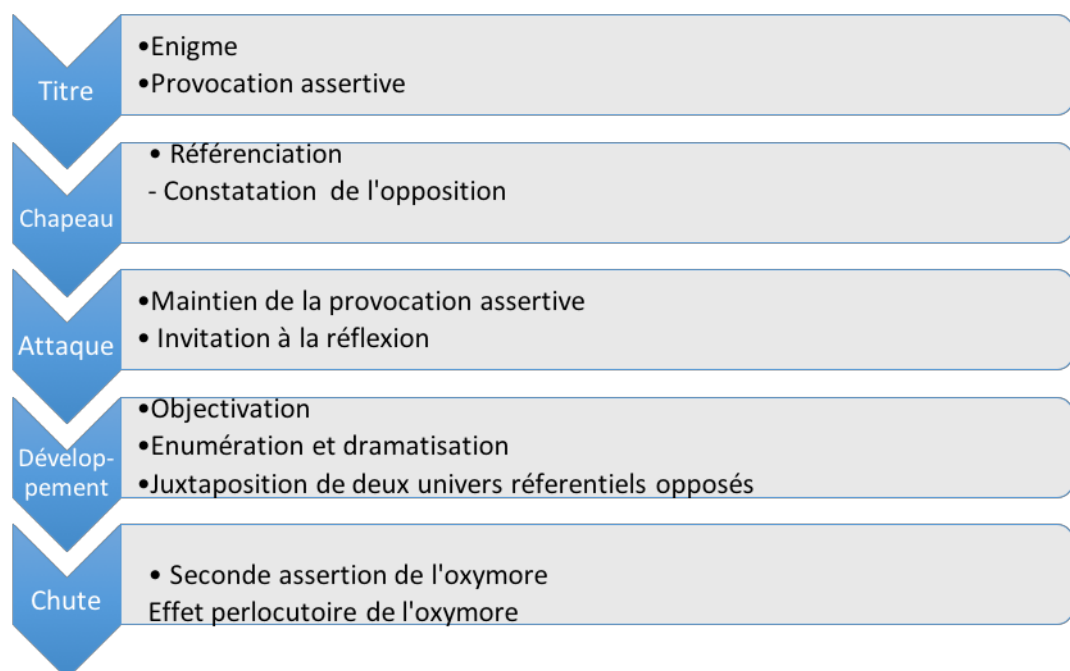 Titre
•Enigme
•Provocation assertive
Chapeau
• Référenciation
- Constatation de l'opposition
Attaque
•Maintien de la provocation assertive
• Invitation à la réflexion
Dévelop-
pement
•Objectivation
•Enumération et dramatisation
•Juxtaposition de deux univers réferentiels opposés
Chute
• Seconde assertion de l'oxymore
Effet perlocutoire de l'oxymore